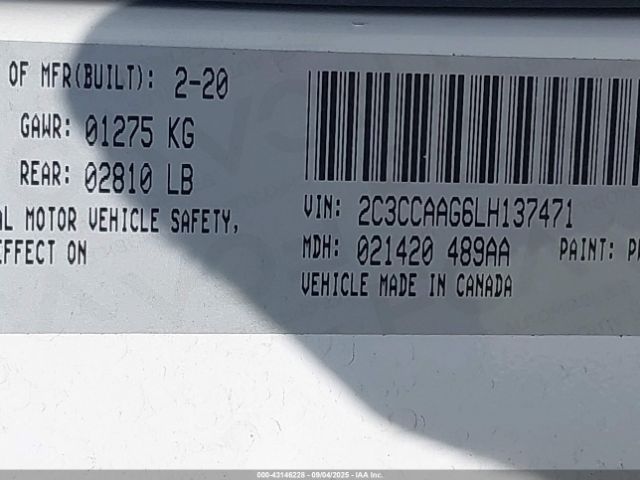 OF MFR(BUILT): 2-20
GAWR: 01275 KG
REAR: 02810 LB
MOTOR VEHICLE SAFETY,
EFFECT ON
VIN: 2C3CCAAG6LH137471
MDH: 021420 489AA PAINT:
VEHICLE MADE IN CANADA
000-43146228 - 09/04/2025 - IAA Inc.